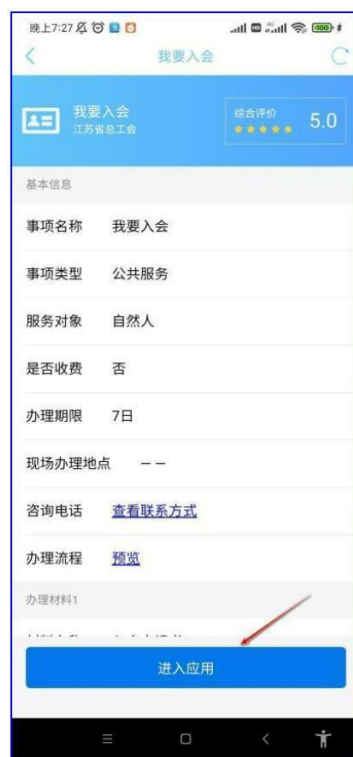 晚上7:27
我要入会
我要入会
江苏省总工会
综合评价
5.0
基本信息
事项名称 我要入会
事项类型 公共服务
服务对象 自然人
是否收费 否
办理期限 7日
现场办理地点 – –
咨询电话 查看联系方式
办理流程 预览
办理材料1
进入应用